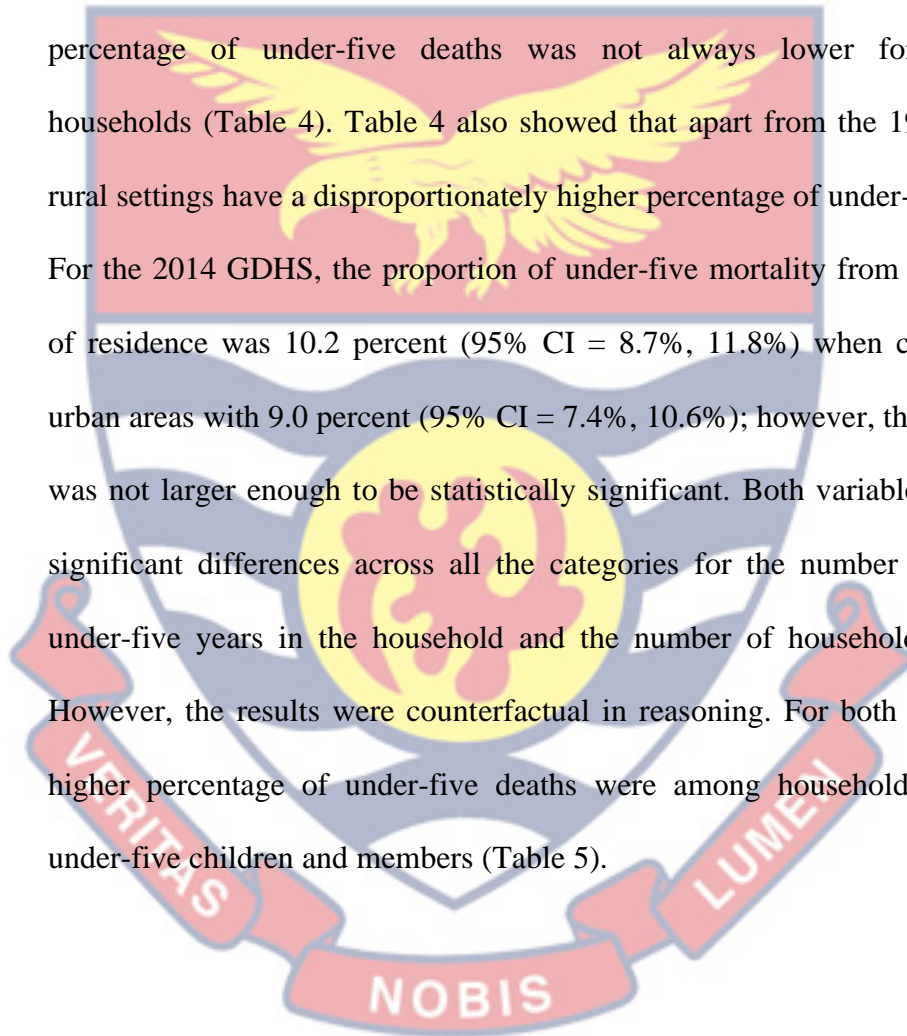 percentage of under-five deaths was not always lower for
households (Table 4). Table 4 also showed that apart from the
rural settings have a disproportionately higher percentage of under-
For the 2014 GDHS, the proportion of under-five mortality from
of residence was 10.2 percent (95% CI = 8.7%, 11.8%) when
urban areas with 9.0 percent (95% CI = 7.4%, 10.6%); however,
was not larger enough to be statistically significant. Both
significant differences across all the categories for the number
under-five years in the household and the number of
However, the results were counterfactual in reasoning. For both
higher percentage of under-five deaths were among
under-five children and members (Table 5).
VERITAS
NOBIS
LUMEN